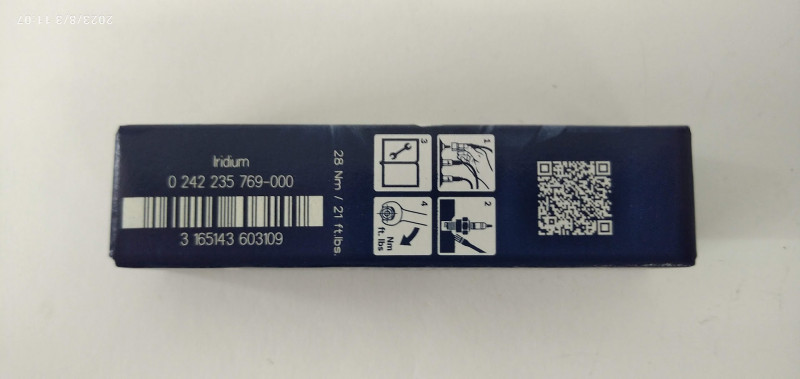 2023/8/3 11:07
Iridium
0 242 235 769-000
3 165143 603109
28 Nm / 21 ft.lbs.
1
2
3
4
Nm
ft. lbs